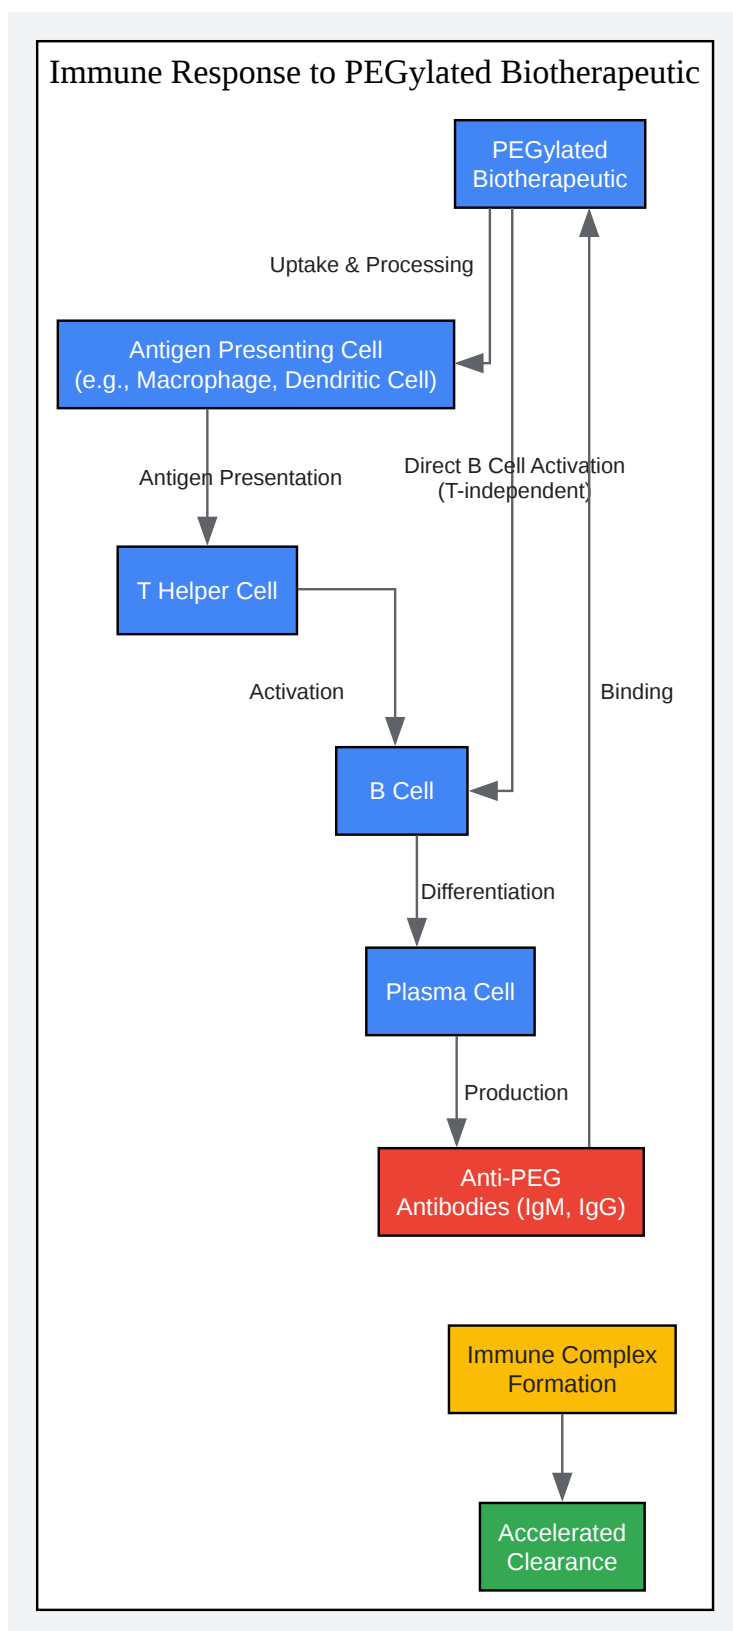 Immune Response to PEGylated Biotherapeutic
PEGylated
Biotherapeutic
Uptake & Processing
Antigen Presenting Cell
(e.g., Macrophage, Dendritic Cell)
Antigen Presentation
Direct B Cell Activation
(T-independent)
T Helper Cell
Activation
Binding
B Cell
Differentiation
Plasma Cell
Production
Anti-PEG
Antibodies (IgM, IgG)
Immune Complex
Formation
Accelerated
Clearance